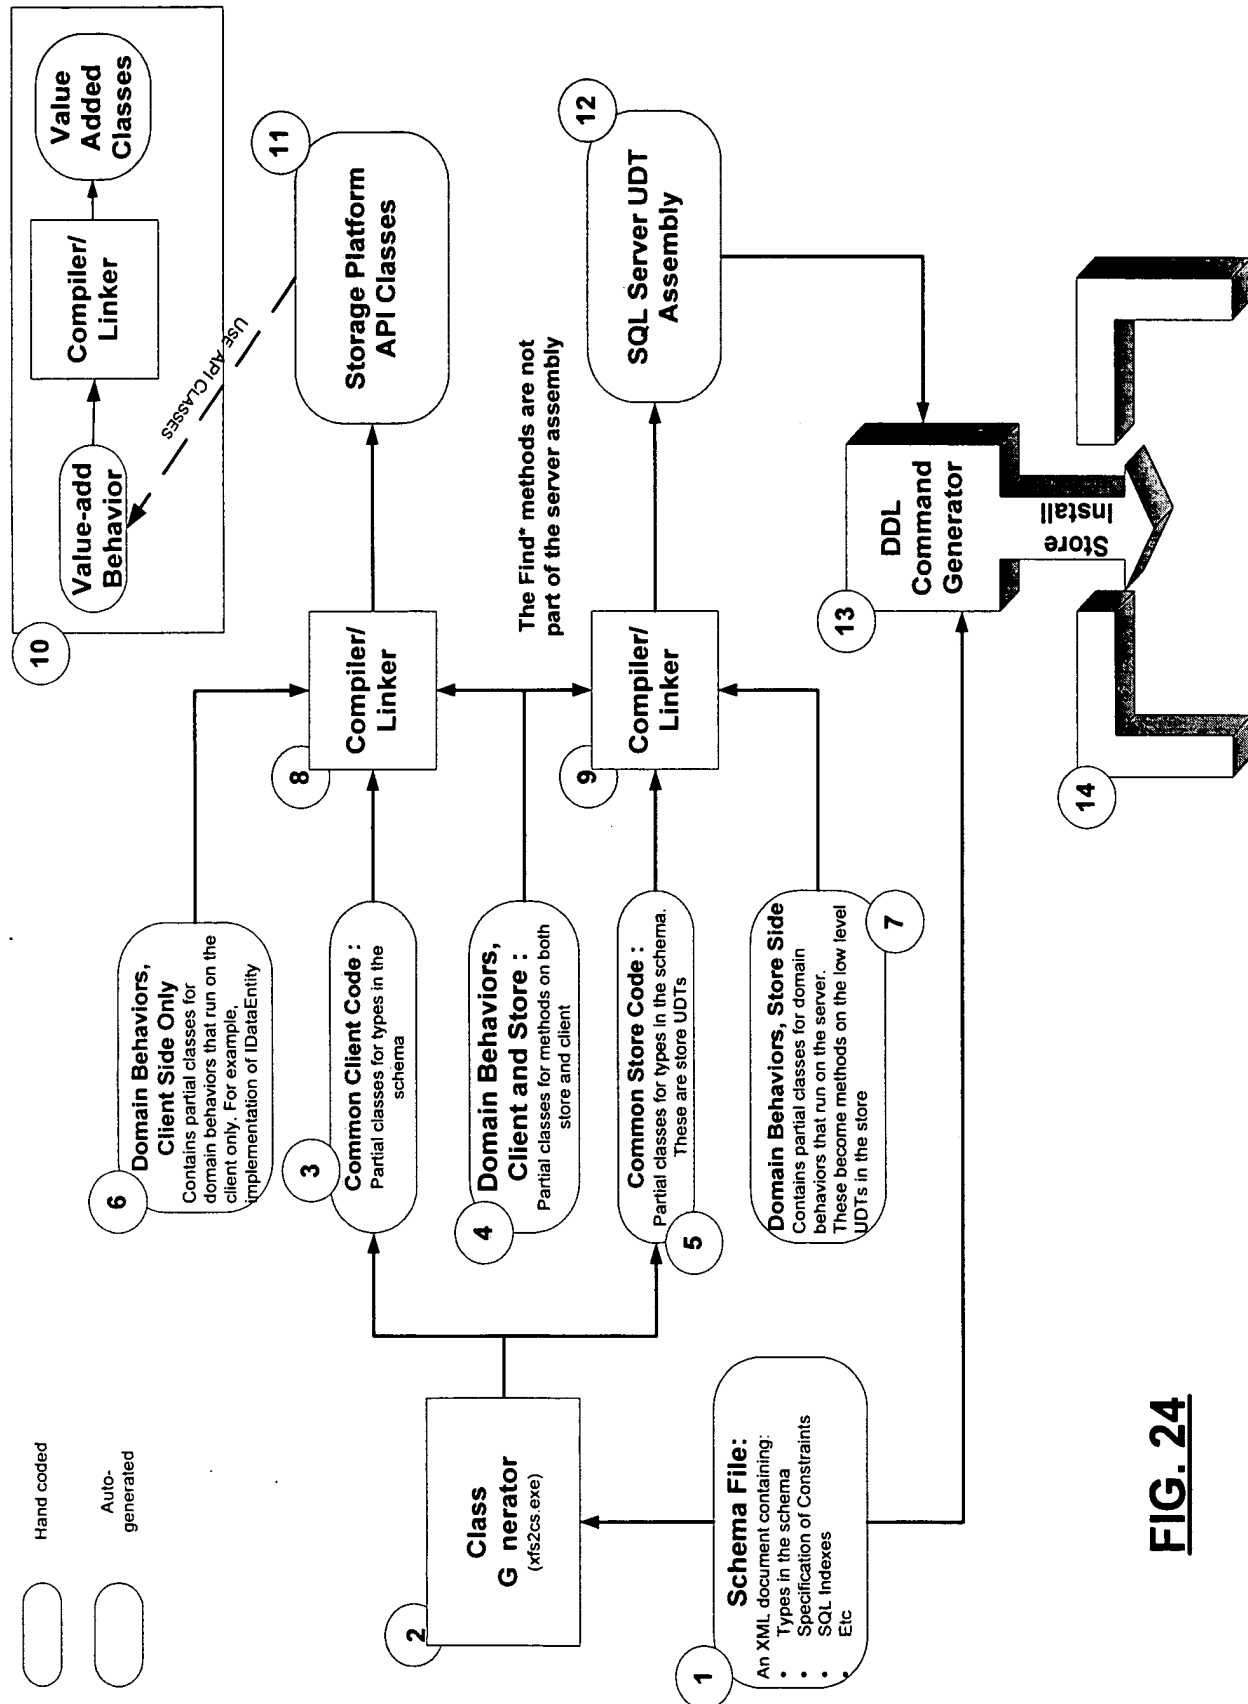 Hand coded
Auto-
generated
10
Value-add
Behavior
Compiler/
Linker
Value
Added
Classes
USE API CLASSES
6
Domain Behaviors,
Client Side Only
Contains partial classes for
domain behaviors that run on the
client only. For example,
implementation of IDataEntity
3
Common Client Code :
Partial classes for types in the
schema
8
Compiler/
Linker
11
Storage Platform
API Classes
2
Class
G nerator
(xfs2cs.exe)
4
Domain Behaviors,
Client and Store :
Partial classes for methods on both
store and client
The Find* methods are not
part of the server assembly
5
Common Store Code :
Partial classes for types in the schema.
These are store UDTs
9
Compiler/
Linker
12
SQL Server UDT
Assembly
1
Schema File:
An XML document containing:
• Types in the schema
• Specification of Constraints
• SQL Indexes
• Etc
Domain Behaviors, Store Side
Contains partial classes for domain
behaviors that run on the server.
These become methods on the low level
UDTs in the store
7
13
DDL
Command
Generator
Store
Install
14
FIG. 24